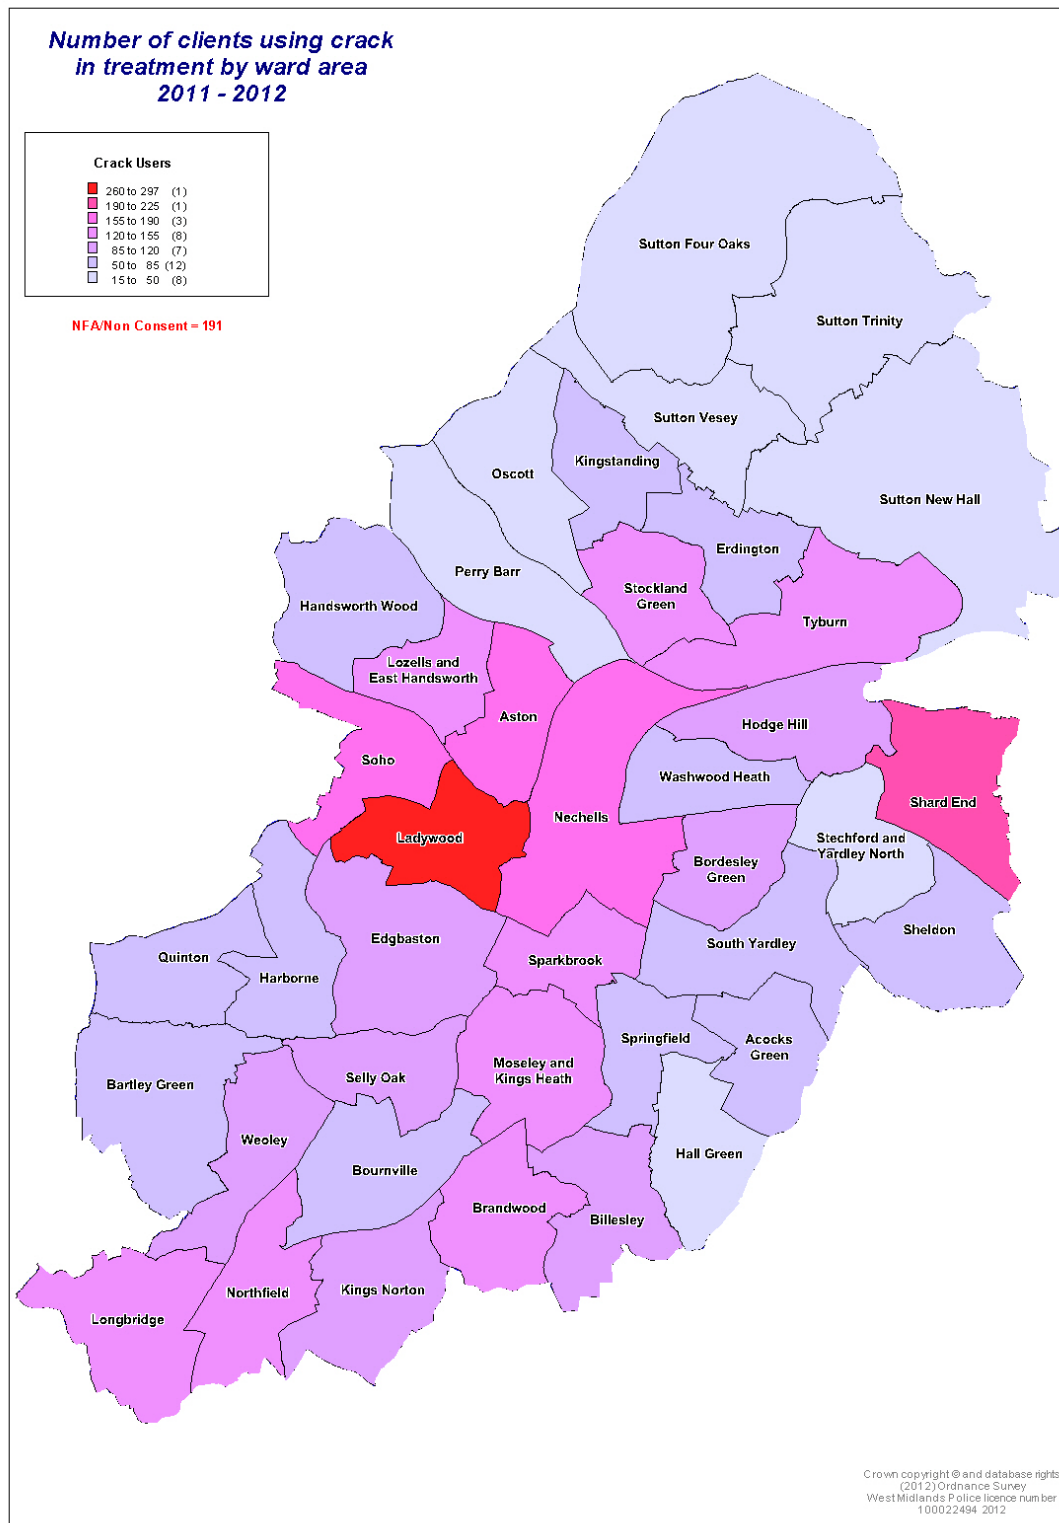 Number of clients using crack
in treatment by ward area
2011 - 2012
Crack Users
260 to 297 (1)
190 to 225 (1)
155 to 190 (3)
120 to 155 (8)
85 to 120 (7)
50 to 85 (12)
15 to 50 (8)
NFA/Non Consent = 191
Sutton Four Oaks
Sutton Trinity
Sutton Vesey
Kingstanding
Oscott
Sutton New Hall
Erdington
Perry Barr
Stockland
Green
Handsworth Wood
Tyburn
Lozells and
East Handsworth
Aston
Hodge Hill
Soho
Washwood Heath
Shard End
Nechells
Ladywood
Stechford and
Yardley North
Bordesley
Green
Sheldon
Edgbaston
South Yardley
Quinton
Sparkbrook
Harborne
Springfield
Acocks
Green
Moseley and
Kings Heath
Selly Oak
Bartley Green
Weoley
Hall Green
Bournville
Brandwood
Billesley
Kings Norton
Northfield
Longbridge
Crown copyright © and database rights
(2012) Ordnance Survey
West Midlands Police licence number
100022494 2012